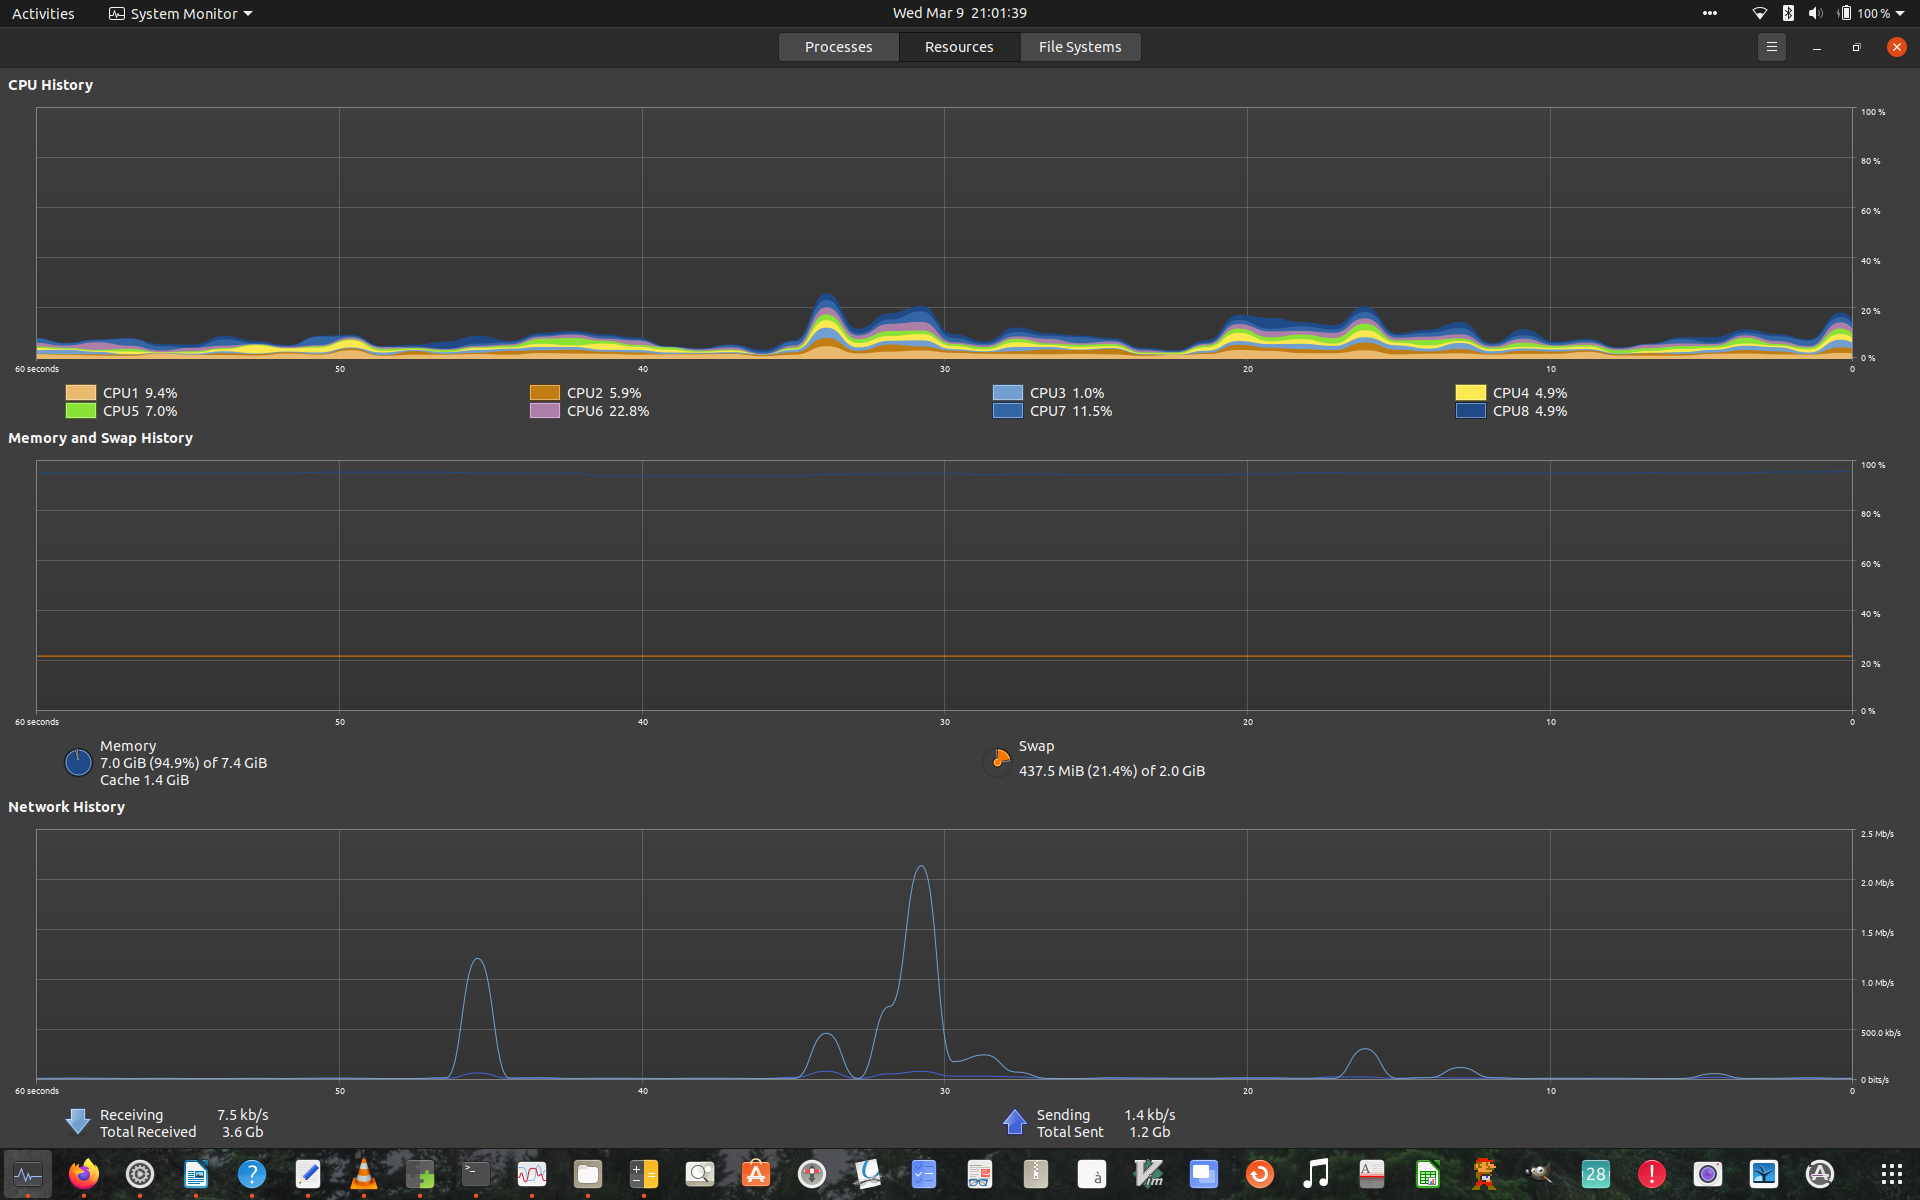 Activities System Monitor Wed Mar 9 21:01:39 100 %
Processes Resources File Systems
CPU History
100 %
80 %
60 %
40 %
20 %
0 %
60 seconds 50 40 30 20 10 0
CPU1 9.4% CPU2 5.9% CPU3 1.0% CPU4 4.9%
CPU5 7.0% CPU6 22.8% CPU7 11.5% CPU8 4.9%
Memory and Swap History
100 %
80 %
60 %
40 %
20 %
0 %
60 seconds 50 40 30 20 10 0
Memory
7.0 GiB (94.9%) of 7.4 GiB
Cache 1.4 GiB
Swap
437.5 MiB (21.4%) of 2.0 GiB
Network History
2.5 Mb/s
2.0 Mb/s
1.5 Mb/s
1.0 Mb/s
500.0 kb/s
0 bits/s
60 seconds 50 40 30 20 10 0
Receiving 7.5 kb/s
Total Received 3.6 Gb
Sending 1.4 kb/s
Total Sent 1.2 Gb
? >_ à Vim A 28 !